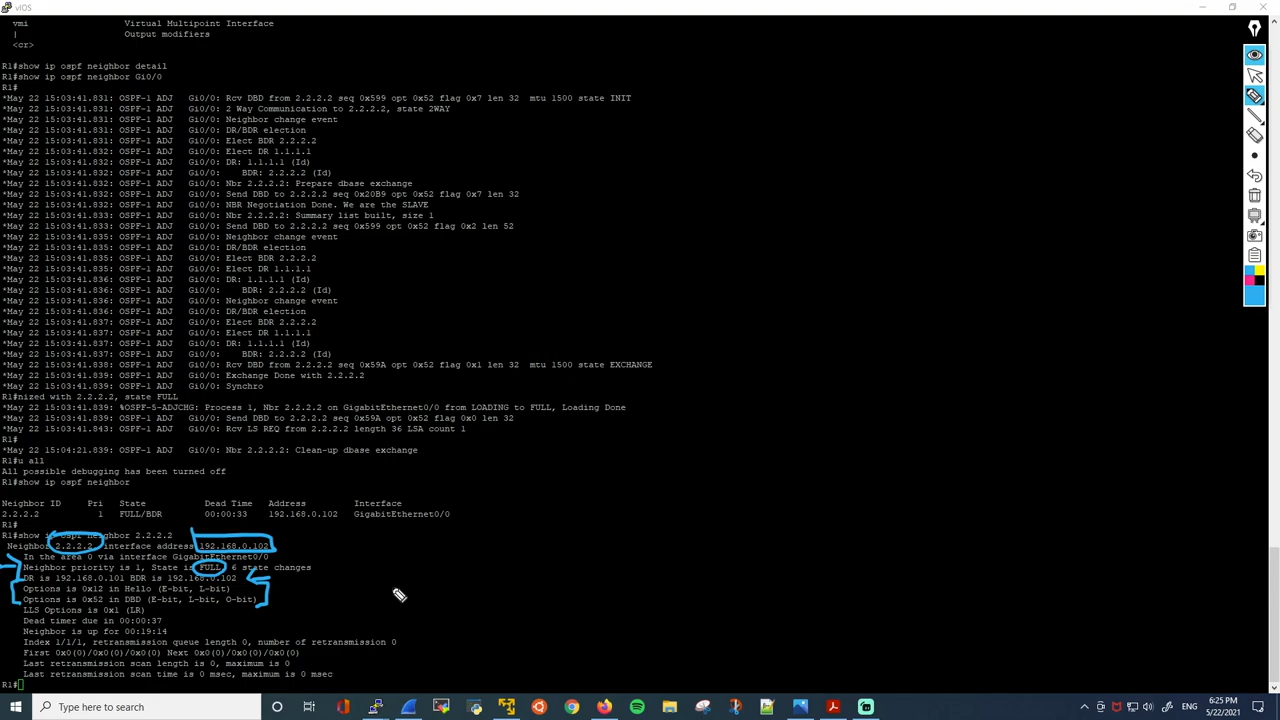 vIOS
vmi Virtual Multipoint Interface
| Output modifiers
<cr>
R1#show ip ospf neighbor detail
R1#show ip ospf neighbor Gi0/0
R1#
*May 22 15:03:41.831: OSPF-1 ADJ Gi0/0: Rcv DBD from 2.2.2.2 seq 0x599 opt 0x52 flag 0x7 len 32 mtu 1500 state INIT
*May 22 15:03:41.831: OSPF-1 ADJ Gi0/0: 2 Way Communication to 2.2.2.2, state 2WAY
*May 22 15:03:41.831: OSPF-1 ADJ Gi0/0: Neighbor change event
*May 22 15:03:41.831: OSPF-1 ADJ Gi0/0: DR/BDR election
*May 22 15:03:41.831: OSPF-1 ADJ Gi0/0: Elect BDR 2.2.2.2
*May 22 15:03:41.832: OSPF-1 ADJ Gi0/0: Elect DR 1.1.1.1
*May 22 15:03:41.832: OSPF-1 ADJ Gi0/0: DR: 1.1.1.1 (Id)
*May 22 15:03:41.832: OSPF-1 ADJ Gi0/0: BDR: 2.2.2.2 (Id)
*May 22 15:03:41.832: OSPF-1 ADJ Gi0/0: Nbr 2.2.2.2: Prepare dbase exchange
*May 22 15:03:41.832: OSPF-1 ADJ Gi0/0: Send DBD to 2.2.2.2 seq 0x20B9 opt 0x52 flag 0x7 len 32
*May 22 15:03:41.832: OSPF-1 ADJ Gi0/0: NBR Negotiation Done. We are the SLAVE
*May 22 15:03:41.833: OSPF-1 ADJ Gi0/0: Nbr 2.2.2.2: Summary list built, size 1
*May 22 15:03:41.833: OSPF-1 ADJ Gi0/0: Send DBD to 2.2.2.2 seq 0x599 opt 0x52 flag 0x2 len 52
*May 22 15:03:41.835: OSPF-1 ADJ Gi0/0: Neighbor change event
*May 22 15:03:41.835: OSPF-1 ADJ Gi0/0: DR/BDR election
*May 22 15:03:41.835: OSPF-1 ADJ Gi0/0: Elect BDR 2.2.2.2
*May 22 15:03:41.835: OSPF-1 ADJ Gi0/0: Elect DR 1.1.1.1
*May 22 15:03:41.836: OSPF-1 ADJ Gi0/0: DR: 1.1.1.1 (Id)
*May 22 15:03:41.836: OSPF-1 ADJ Gi0/0: BDR: 2.2.2.2 (Id)
*May 22 15:03:41.836: OSPF-1 ADJ Gi0/0: Neighbor change event
*May 22 15:03:41.836: OSPF-1 ADJ Gi0/0: DR/BDR election
*May 22 15:03:41.837: OSPF-1 ADJ Gi0/0: Elect BDR 2.2.2.2
*May 22 15:03:41.837: OSPF-1 ADJ Gi0/0: Elect DR 1.1.1.1
*May 22 15:03:41.837: OSPF-1 ADJ Gi0/0: DR: 1.1.1.1 (Id)
*May 22 15:03:41.837: OSPF-1 ADJ Gi0/0: BDR: 2.2.2.2 (Id)
*May 22 15:03:41.838: OSPF-1 ADJ Gi0/0: Rcv DBD from 2.2.2.2 seq 0x59A opt 0x52 flag 0x1 len 32 mtu 1500 state EXCHANGE
*May 22 15:03:41.839: OSPF-1 ADJ Gi0/0: Exchange Done with 2.2.2.2
*May 22 15:03:41.839: OSPF-1 ADJ Gi0/0: Synchro
R1#nized with 2.2.2.2, state FULL
*May 22 15:03:41.839: %OSPF-5-ADJCHG: Process 1, Nbr 2.2.2.2 on GigabitEthernet0/0 from LOADING to FULL, Loading Done
*May 22 15:03:41.839: OSPF-1 ADJ Gi0/0: Send DBD to 2.2.2.2 seq 0x59A opt 0x52 flag 0x0 len 32
*May 22 15:03:41.843: OSPF-1 ADJ Gi0/0: Rcv LS REQ from 2.2.2.2 length 36 LSA count 1
R1#
*May 22 15:04:21.839: OSPF-1 ADJ Gi0/0: Nbr 2.2.2.2: Clean-up dbase exchange
R1#u all
All possible debugging has been turned off
R1#show ip ospf neighbor
Neighbor ID Pri State Dead Time Address Interface
2.2.2.2 1 FULL/BDR 00:00:33 192.168.0.102 GigabitEthernet0/0
R1#
R1#show ip ospf neighbor 2.2.2.2
Neighbor 2.2.2.2, interface address 192.168.0.102
In the area 0 via interface GigabitEthernet0/0
Neighbor priority is 1, State is FULL, 6 state changes
DR is 192.168.0.101 BDR is 192.168.0.102
Options is 0x12 in Hello (E-bit, L-bit)
Options is 0x52 in DBD (E-bit, L-bit, O-bit)
LLS Options is 0x1 (LR)
Dead timer due in 00:00:37
Neighbor is up for 00:19:14
Index 1/1/1, retransmission queue length 0, number of retransmission 0
First 0x0(0)/0x0(0)/0x0(0) Next 0x0(0)/0x0(0)/0x0(0)
Last retransmission scan length is 0, maximum is 0
Last retransmission scan time is 0 msec, maximum is 0 msec
R1#
Type here to search
6:25 PM
5/22/2021